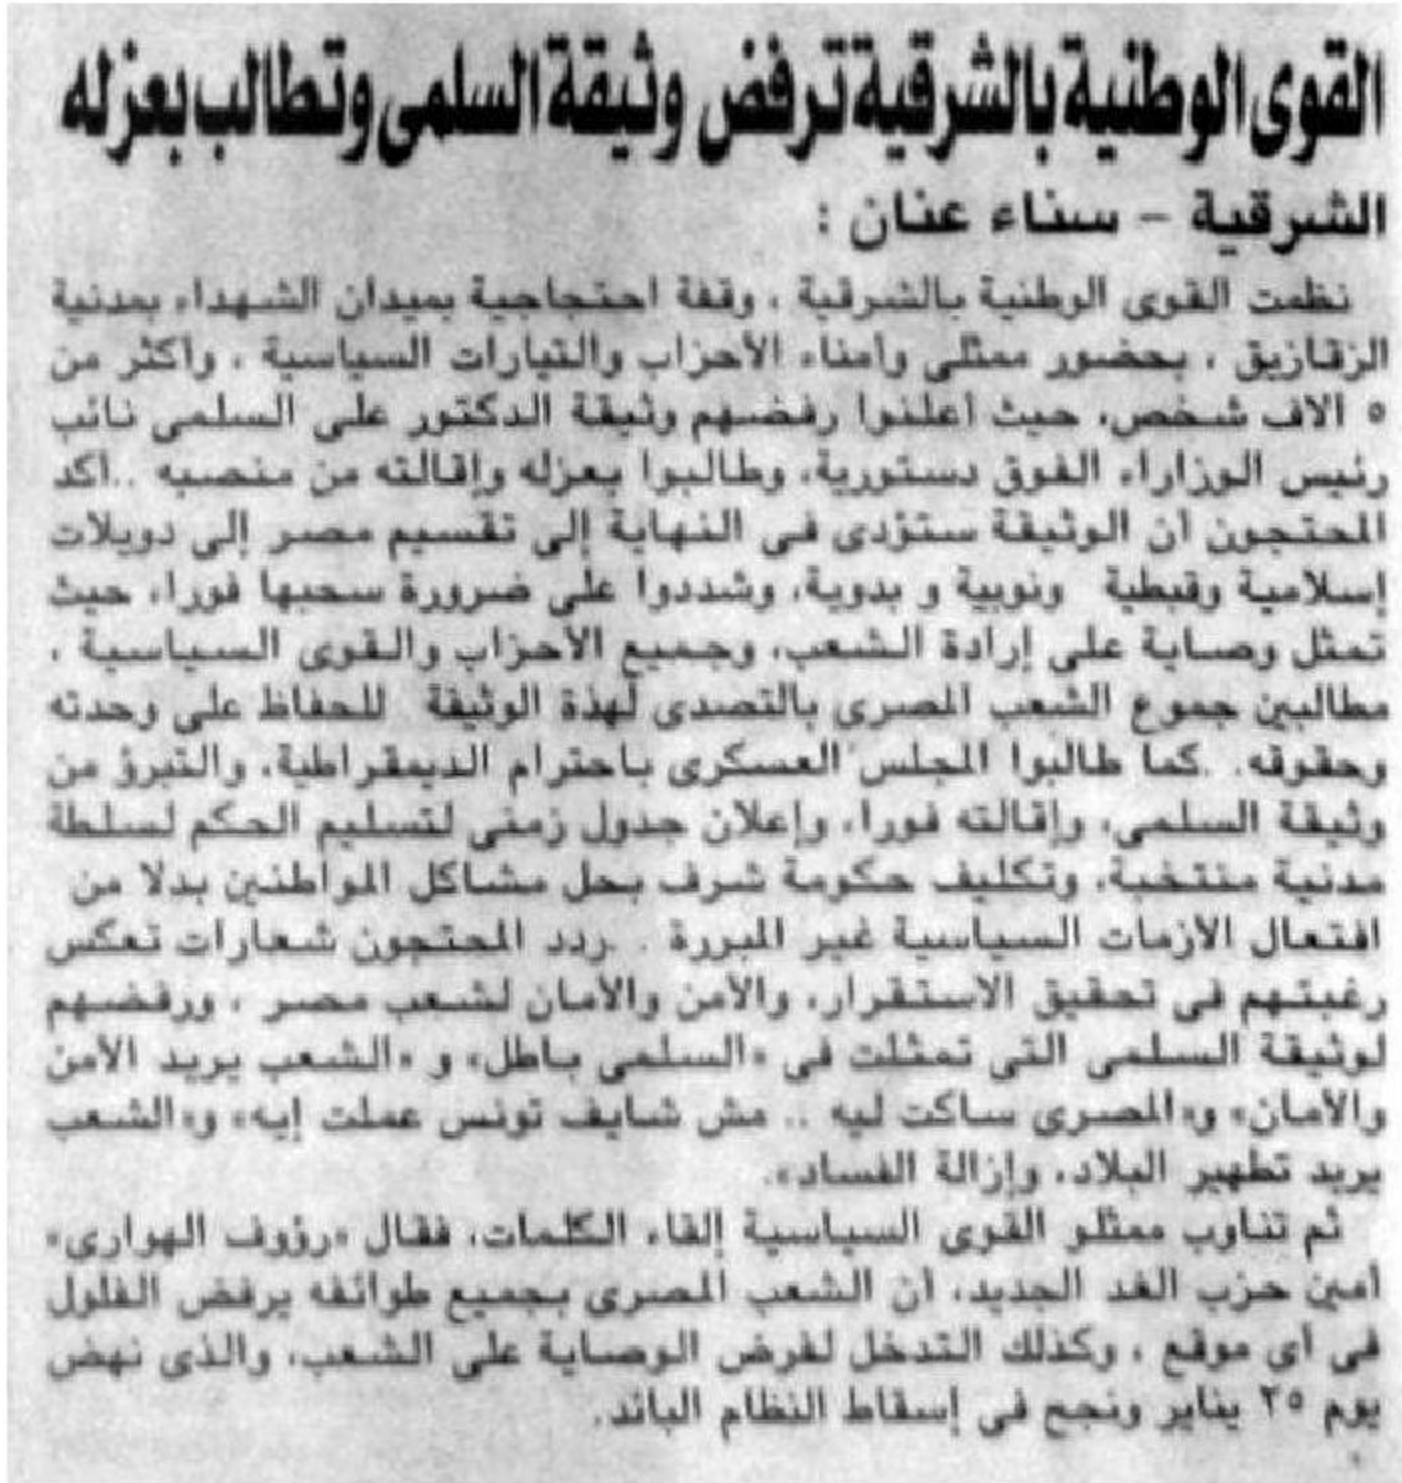 القوى الوطنية بالشرقية ترفض وثيقة السلمى وتطالب بعزله
الشرقية - سناء عنان :
نظمت القوى الوطنية بالشرقية ، وقفة احتجاجية بميدان الشهداء بمدنية
الزقازيق ، بحضور ممثلى وأمناء الأحزاب والتيارات السياسية ، وأكثر من
٥ الاف شخص، حيث أعلنوا رفضهم وثيقة الدكتور على السلمى نائب
رئيس الوزاراء الفوق دستورية، وطالبوا بعزله وإقالته من منصبه ..أكد
المحتجون أن الوثيقة ستؤدى فى النهاية إلى تقسيم مصر إلى دويلات
إسلامية وقبطية ونوبية و بدوية، وشددوا على ضرورة سحبها فورا، حيث
تمثل وصاية على إرادة الشعب، وجميع الأحزاب والقوى السياسية ،
مطالبين جموع الشعب المصرى بالتصدى لهذة الوثيقة للحفاظ على وحدته
وحقوقه. .كما طالبوا المجلس العسكرى باحترام الديمقراطية، والتبرؤ من
وثيقة السلمى، وإقالته فورا، وإعلان جدول زمنى لتسليم الحكم لسلطة
مدنية منتخبة، وتكليف حكومة شرف بحل مشاكل المواطنين بدلا من
افتعال الأزمات السياسية غير المبررة . .ردد المحتجون شعارات تعكس
رغبتهم فى تحقيق الاستقرار، والأمن والأمان لشعب مصر ، ورفضهم
لوثيقة السلمى التى تمثلت فى «السلمى باطل» و «الشعب يريد الأمن
والأمان» و«المصرى ساكت ليه .. مش شايف تونس عملت إيه» و«الشعب
يريد تطهير البلاد، وإزالة الفساد».
ثم تناوب ممثلو القوى السياسية إلقاء الكلمات، فقال «رؤوف الهوارى»
أمين حزب الغد الجديد، أن الشعب المصرى بجميع طوائفه يرفض الفلول
فى أى موقع ، وكذلك التدخل لفرض الوصاية على الشعب، والذى نهض
يوم ٢٥ يناير ونجح فى إسقاط النظام البائد.